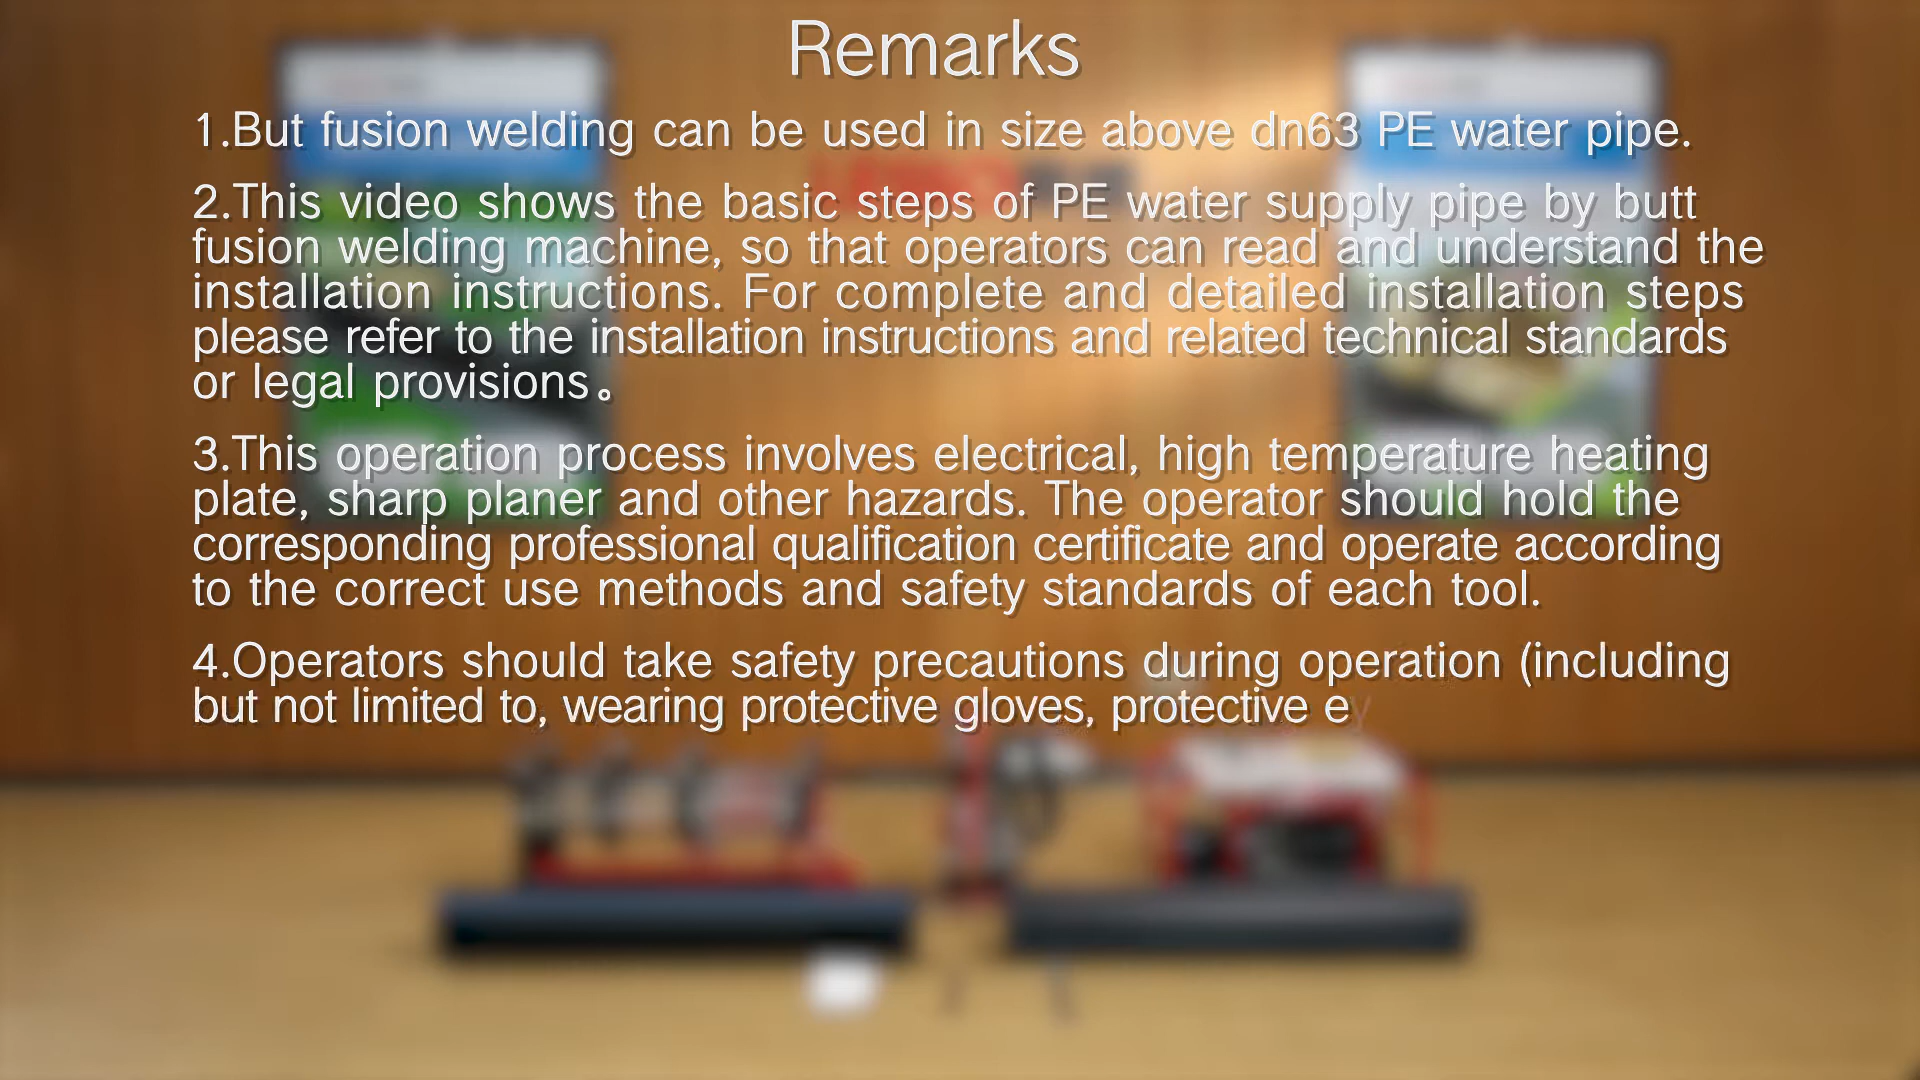 Remarks
1.But fusion welding can be used in size above dn63 PE water pipe.
2.This video shows the basic steps of PE water supply pipe by butt
fusion welding machine, so that operators can read and understand the
installation instructions. For complete and detailed installation steps
please refer to the installation instructions and related technical standards
or legal provisions。
3.This operation process involves electrical, high temperature heating
plate, sharp planer and other hazards. The operator should hold the
corresponding professional qualification certificate and operate according
to the correct use methods and safety standards of each tool.
4.Operators should take safety precautions during operation (including
but not limited to, wearing protective gloves, protective ey